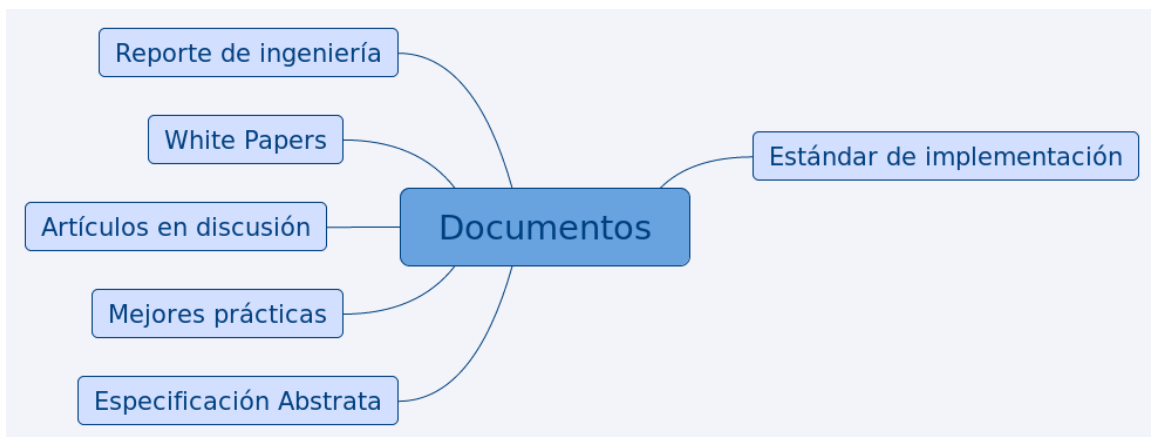 Reporte de ingeniería
White Papers
Artículos en discusión
Mejores prácticas
Especificación Abstrata
Documentos
Estándar de implementación